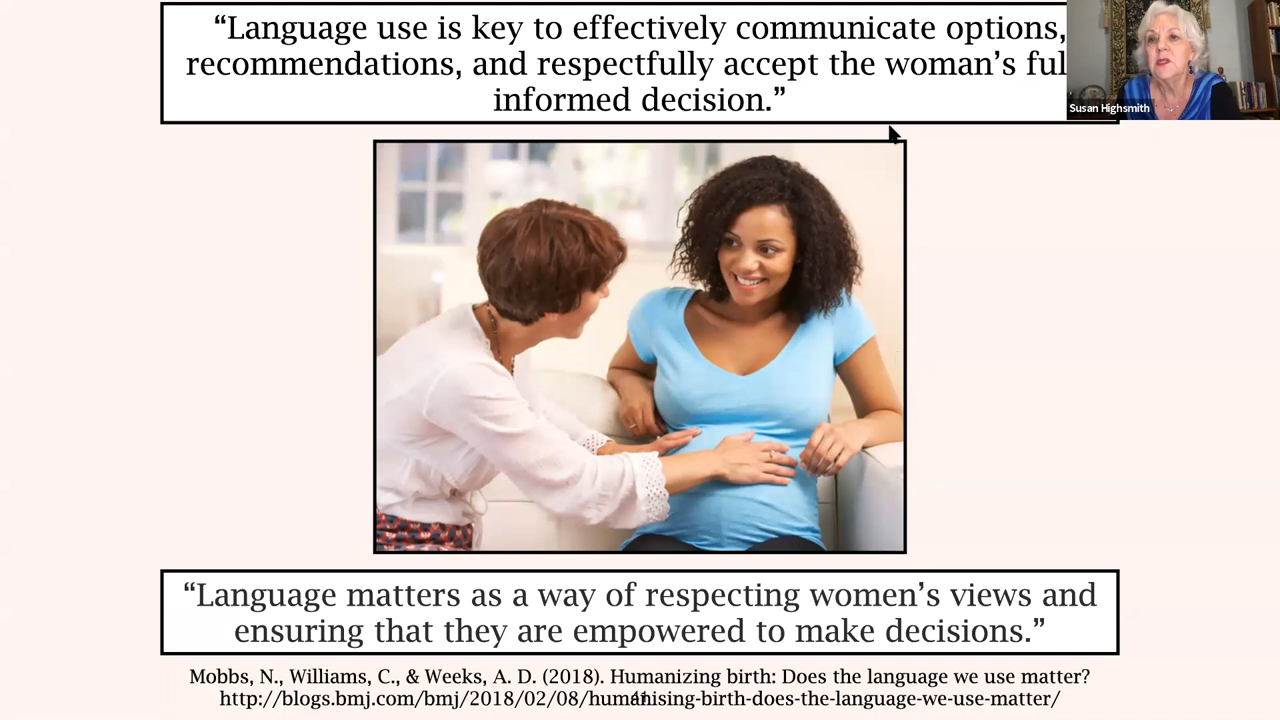 “Language use is key to effectively communicate options,
recommendations, and respectfully accept the woman’s
informed decision.”
Susan Highsmith
“Language matters as a way of respecting women’s views and
ensuring that they are empowered to make decisions.”
Mobbs, N., Williams, C., & Weeks, A. D. (2018). Humanizing birth: Does the language we use matter?
http://blogs.bmj.com/bmj/2018/02/08/humanising-birth-does-the-language-we-use-matter/